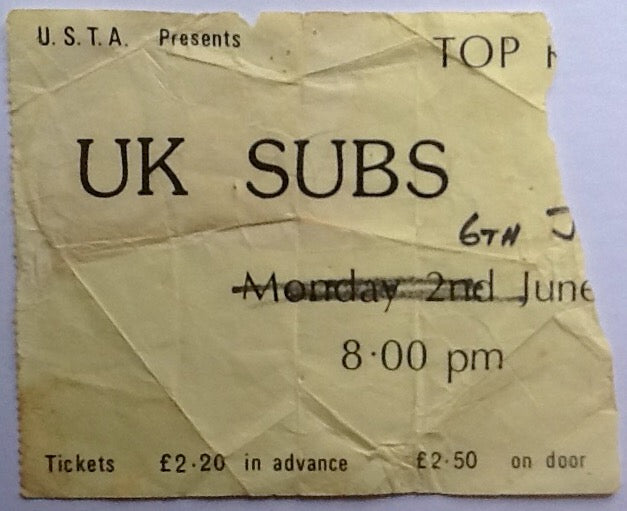 U.S.T.A. Presents
TOP
UK SUBS
6TH J
Monday 2nd June
8·00 pm
Tickets £2·20 in advance £2·50 on door